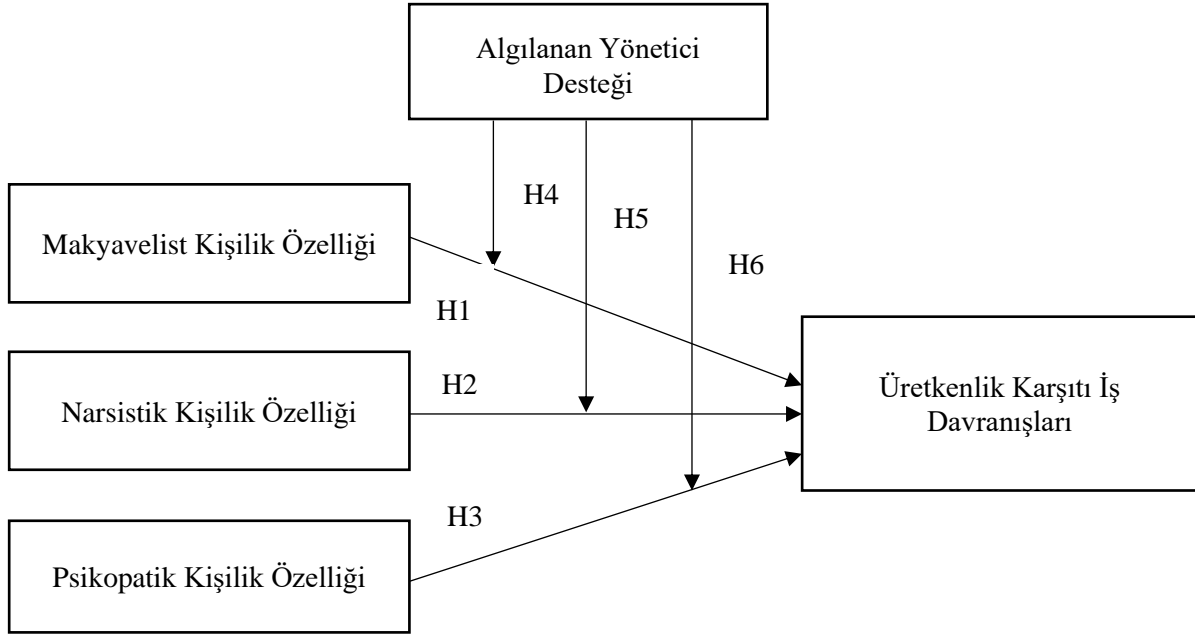 Algılanan Yönetici
Desteği
H4
Makyavelist Kişilik Özelliği
H5
H6
H1
Narsistik Kişilik Özelliği
H2
Üretkenlik Karşıtı İş
Davranışları
H3
Psikopatik Kişilik Özelliği